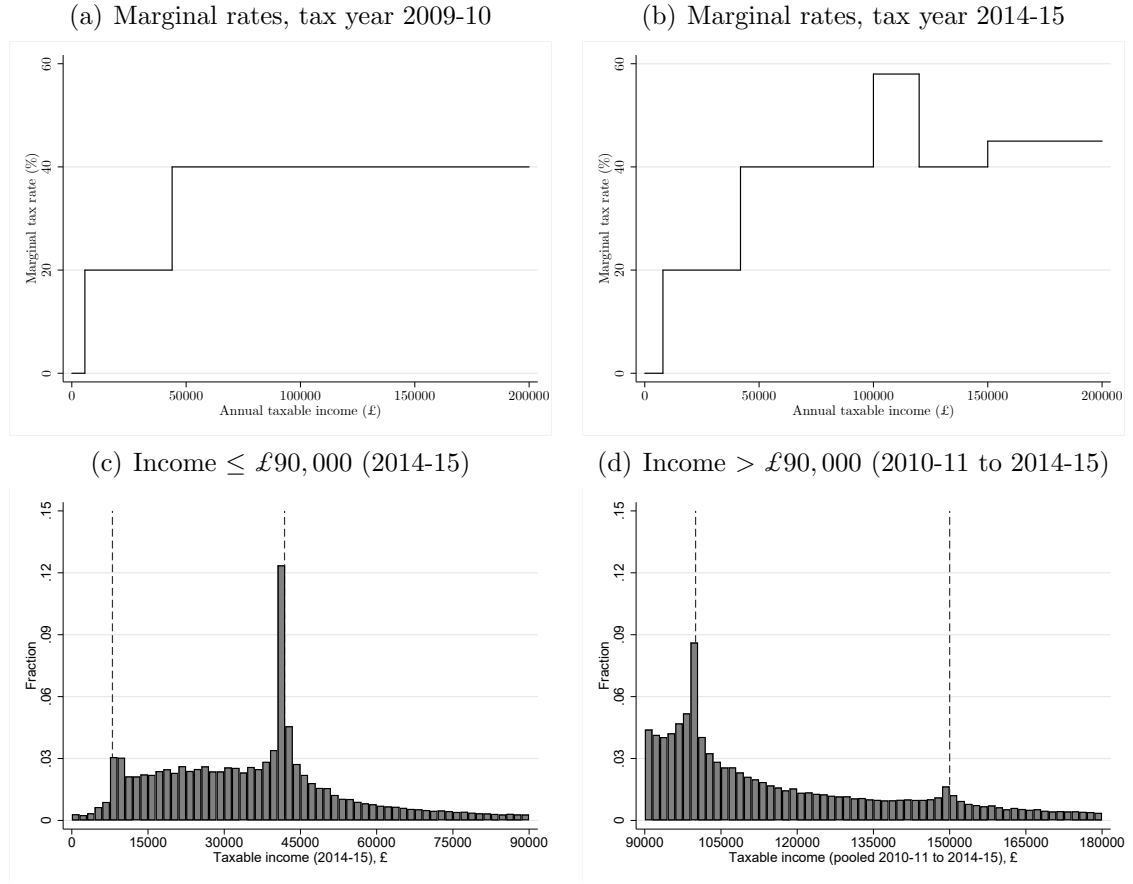 (a) Marginal rates, tax year 2009-10
Marginal tax rate (%)
60
40
20
0
0 50000 100000 150000 200000
Annual taxable income (£)
(b) Marginal rates, tax year 2014-15
Marginal tax rate (%)
60
40
20
0
0 50000 100000 150000 200000
Annual taxable income (£)
(c) Income ≤ £90,000 (2014-15)
Fraction
.15
.12
.09
.06
.03
0
0 15000 30000 45000 60000 75000 90000
Taxable income (2014-15), £
(d) Income > £90,000 (2010-11 to 2014-15)
Fraction
.15
.12
.09
.06
.03
0
90000 105000 120000 135000 150000 165000 180000
Taxable income (pooled 2010-11 to 2014-15), £